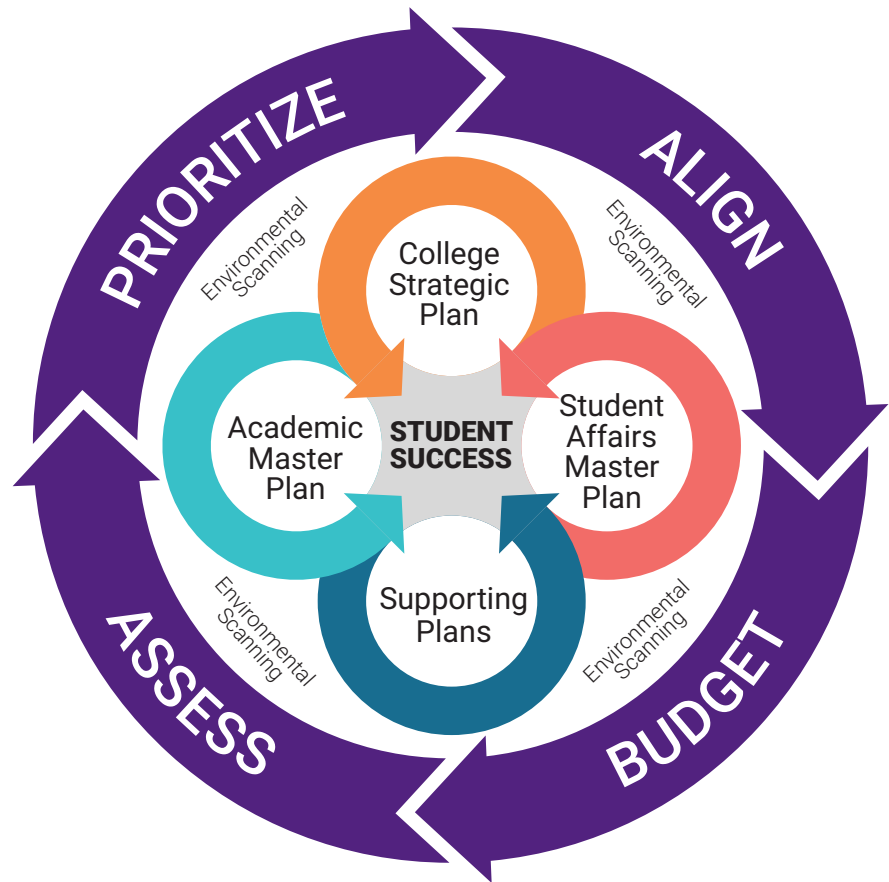 PRIORITIZE
ALIGN
Environmental
Scanning
Environmental
Scanning
College
Strategic
Plan
Academic
Master
Plan
STUDENT
SUCCESS
Student
Affairs
Master
Plan
Supporting
Plans
Environmental
Scanning
Environmental
Scanning
ASSESS
BUDGET